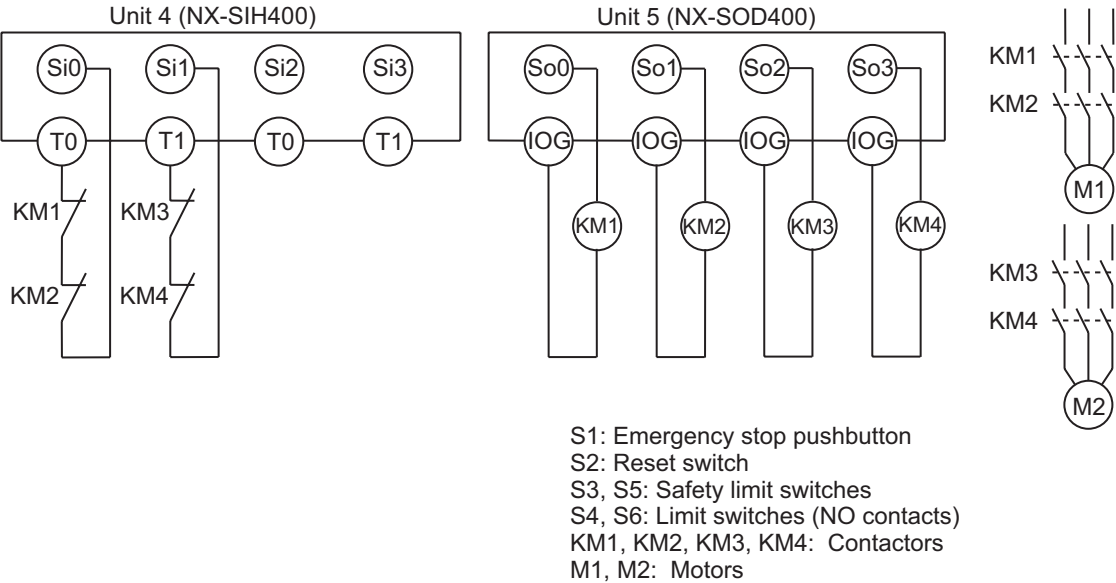 Unit 4 (NX-SIH400)
Unit 5 (NX-SOD400)
Si0 Si1 Si2 Si3
So0 So1 So2 So3
T0 T1 T0 T1
IOG IOG IOG IOG
KM1 KM3
KM2 KM4
KM1 KM2 KM3 KM4
KM1
KM2
M1
KM3
KM4
M2
S1: Emergency stop pushbutton
S2: Reset switch
S3, S5: Safety limit switches
S4, S6: Limit switches (NO contacts)
KM1, KM2, KM3, KM4: Contactors
M1, M2: Motors